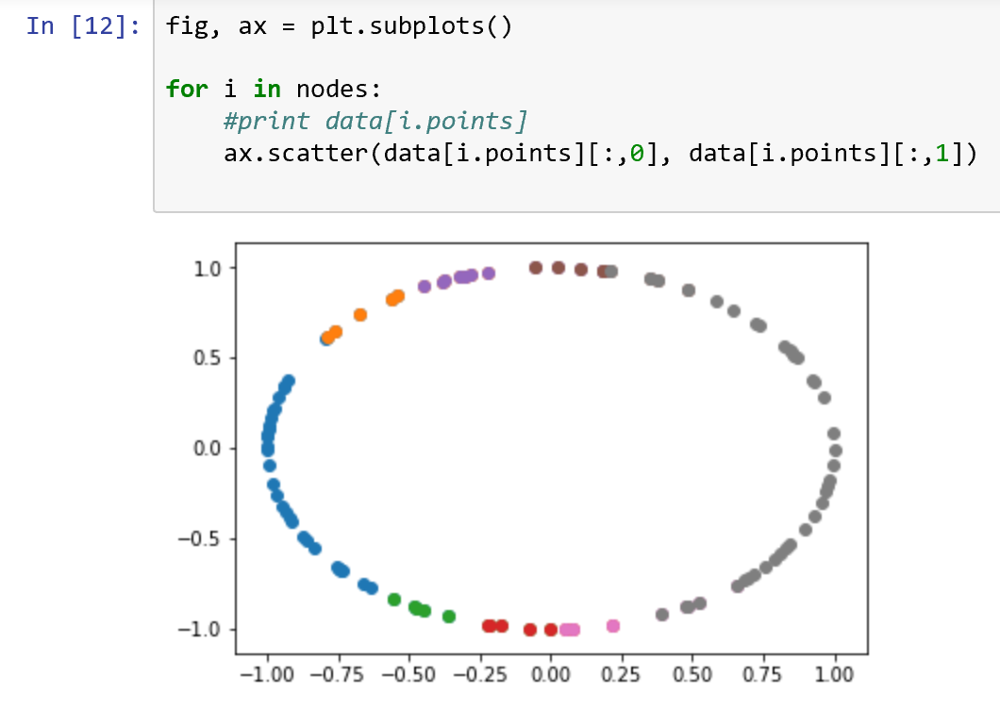 In [12]: fig, ax = plt.subplots()
for i in nodes:
#print data[i.points]
ax.scatter(data[i.points][:,0], data[i.points][:,1])
1.0
0.5
0.0
−0.5
−1.0
−1.00 −0.75 −0.50 −0.25 0.00 0.25 0.50 0.75 1.00